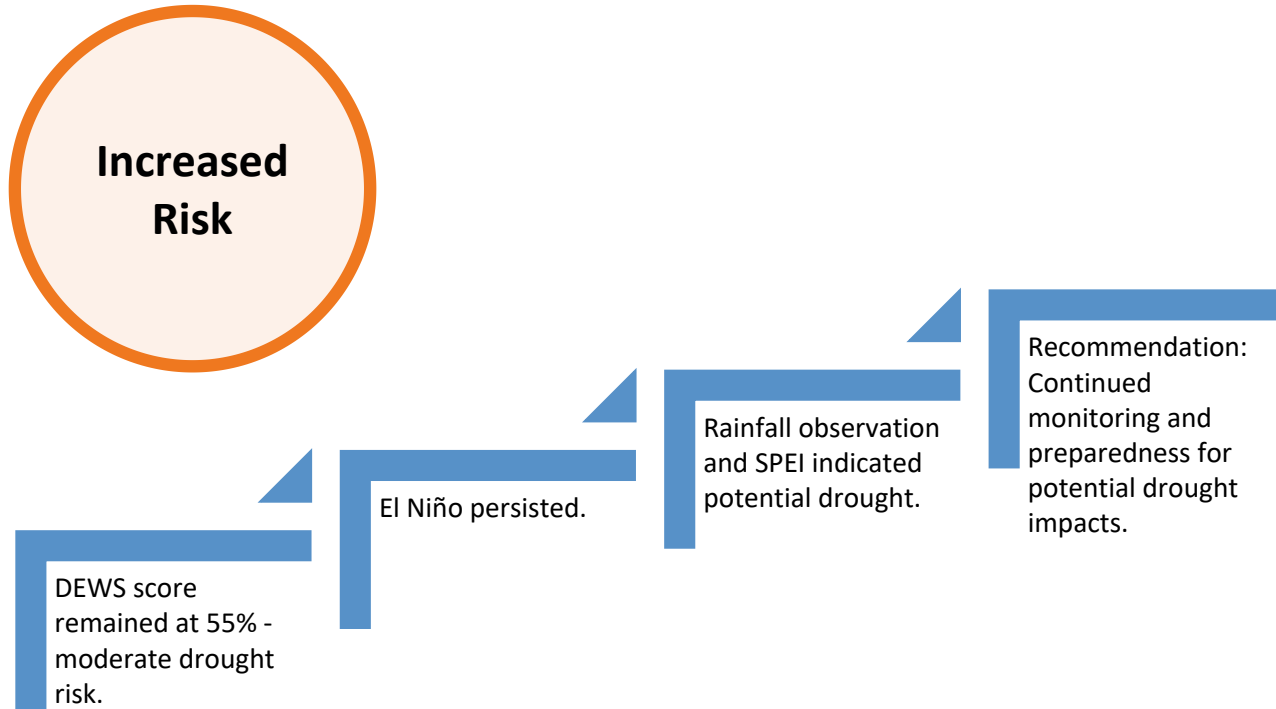 Increased
Risk
DEWS score
remained at 55% -
moderate drought
risk.
El Niño persisted.
Rainfall observation
and SPEI indicated
potential drought.
Recommendation:
Continued
monitoring and
preparedness for
potential drought
impacts.